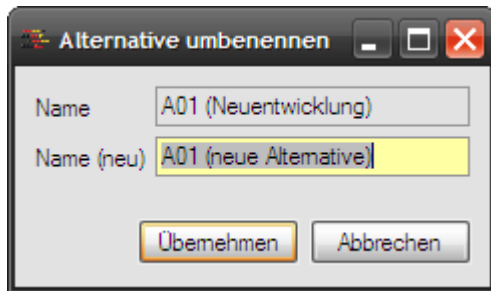 Alternative umbenennen
Name A01 (Neuentwicklung)
Name (neu) A01 (neue Alternative)
Übernehmen Abbrechen